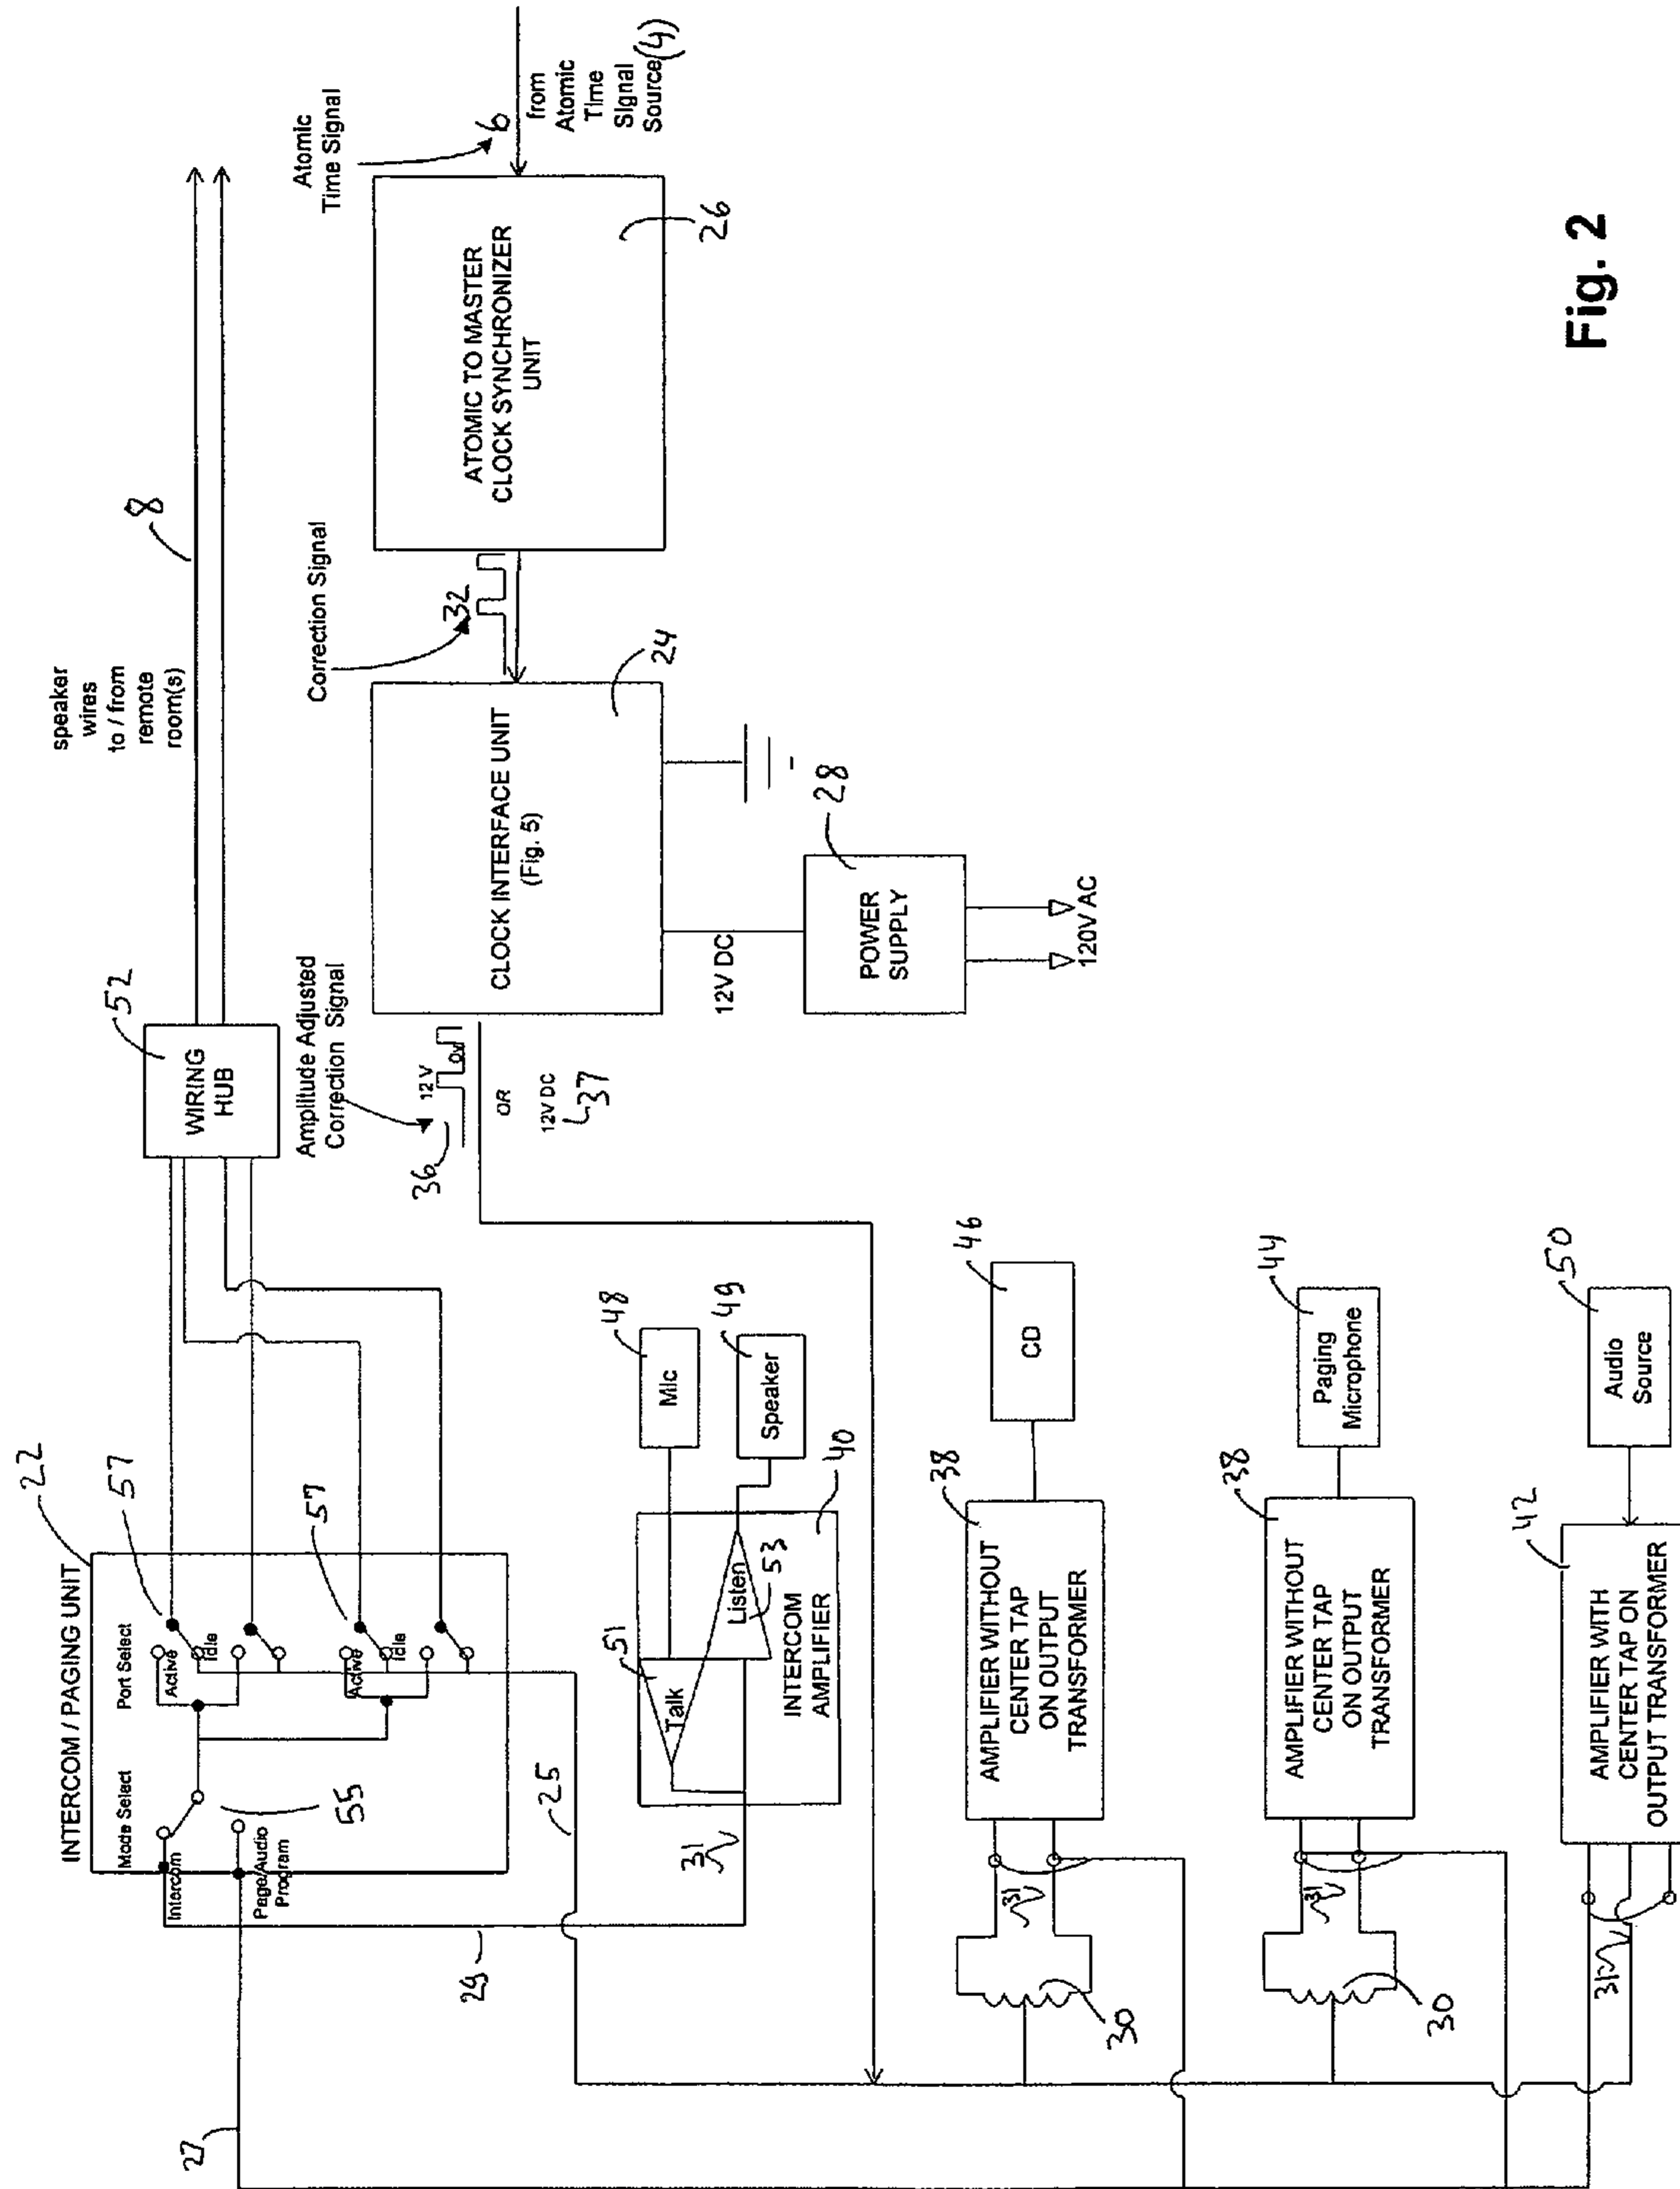 INTERCOM / PAGING UNIT
22
Mode Select
Port Select
57
Intercom
Page/Audio
Program
55
Active
Idle
57
Active
Idle
27
29
25
WIRING
HUB
52
speaker
wires
to / from
remote
room(s)
8
Amplitude Adjusted
Correction Signal
36
12 V
0V
OR
12V DC
37
CLOCK INTERFACE UNIT
(Fig. 5)
24
Correction Signal
32
ATOMIC TO MASTER
CLOCK SYNCHRONIZER
UNIT
26
Atomic
Time Signal
6
from
Atomic
Time
Signal
Source(4)
12V DC
POWER
SUPPLY
28
120V AC
31
Talk
51
Listen
53
INTERCOM
AMPLIFIER
40
Mic
48
Speaker
49
30
31
AMPLIFIER WITHOUT
CENTER TAP
ON OUTPUT
TRANSFORMER
38
CD
46
30
31
AMPLIFIER WITHOUT
CENTER TAP
ON OUTPUT
TRANSFORMER
38
Paging
Microphone
44
31
AMPLIFIER WITH
CENTER TAP ON
OUTPUT TRANSFORMER
42
Audio
Source
50
Fig. 2